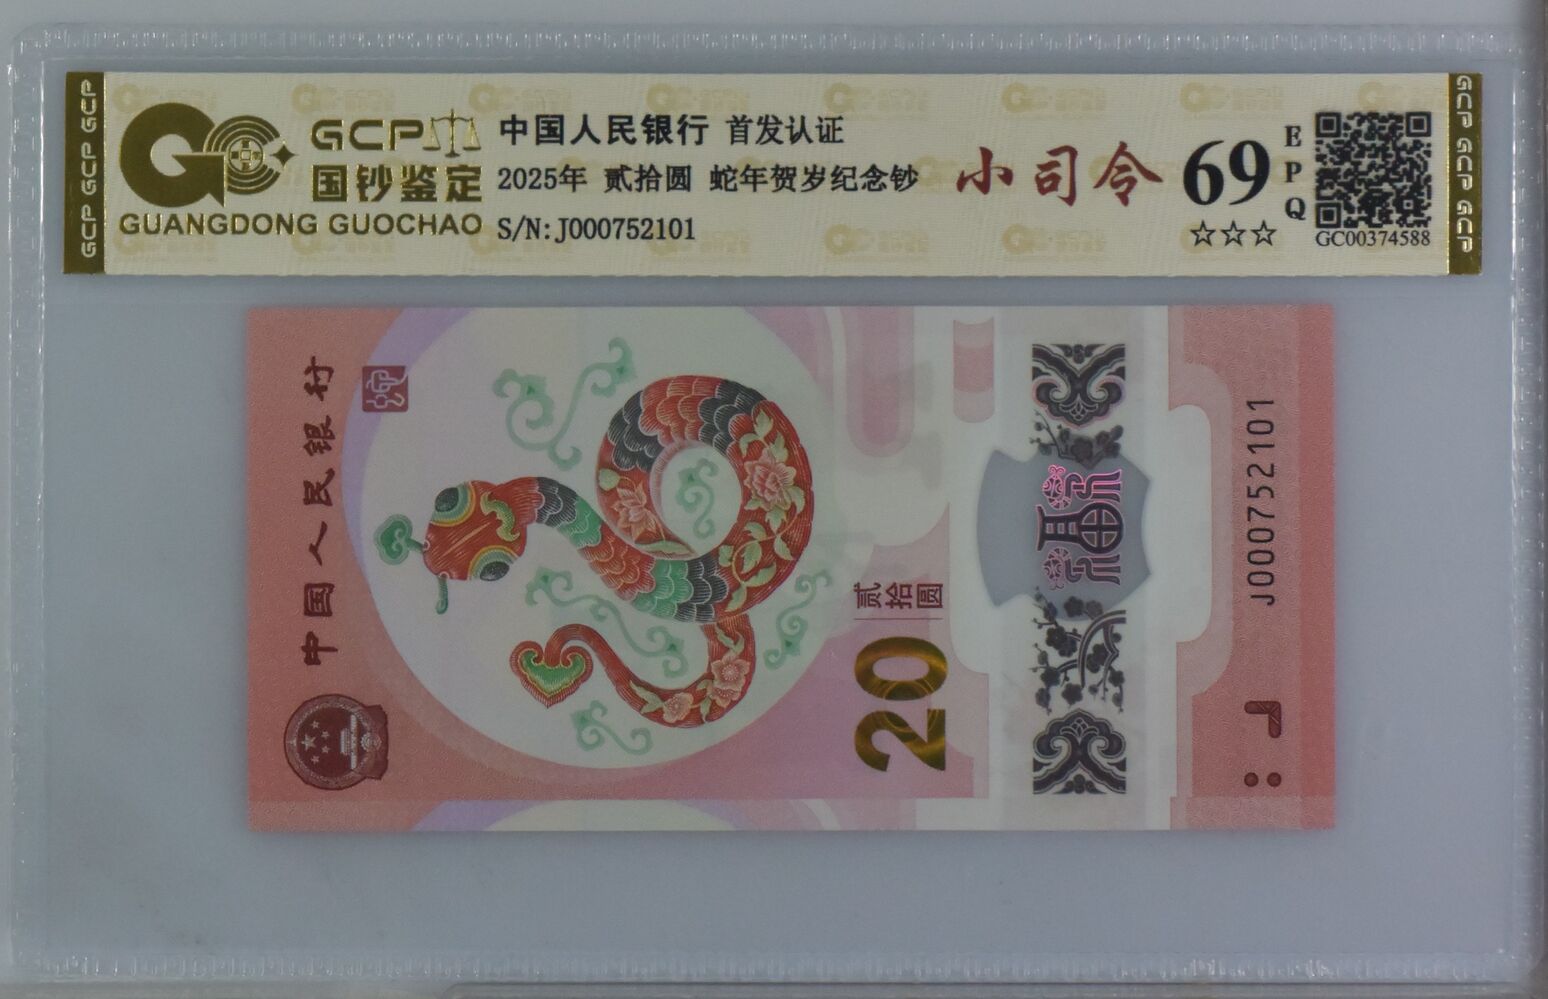 GCP GCP GCP
GCP
国钞鉴定
GUANGDONG GUOCHAO
中国人民银行 首发认证
2025年 贰拾圆 蛇年贺岁纪念钞
S/N:J000752101
小司令
69
EPQ
☆☆☆
GC00374588
GCP GCP GCP
中国人民银行
20
贰拾圆
福
J000752101